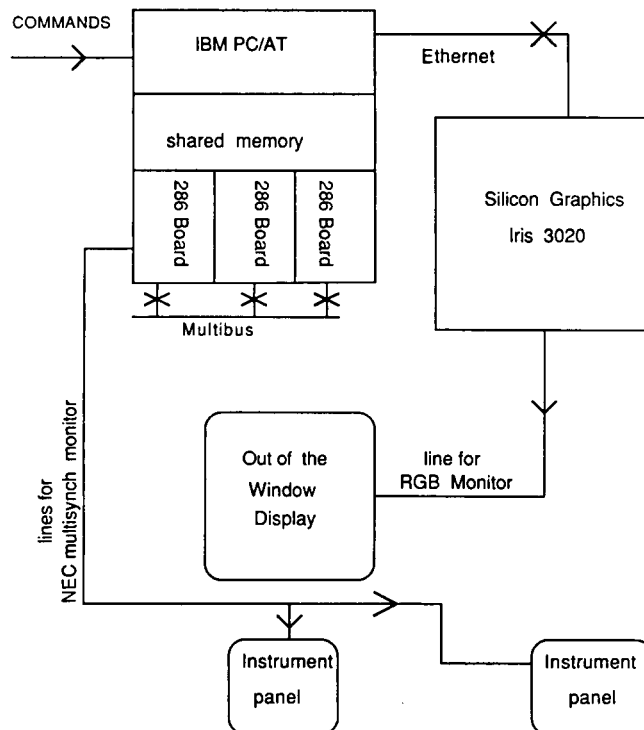 COMMANDS
IBM PC/AT
Ethernet
shared memory
286 Board
286 Board
286 Board
Multibus
Silicon Graphics
Iris 3020
lines for
NEC multisynch monitor
Out of the
Window
Display
line for
RGB Monitor
Instrument
panel
Instrument
panel